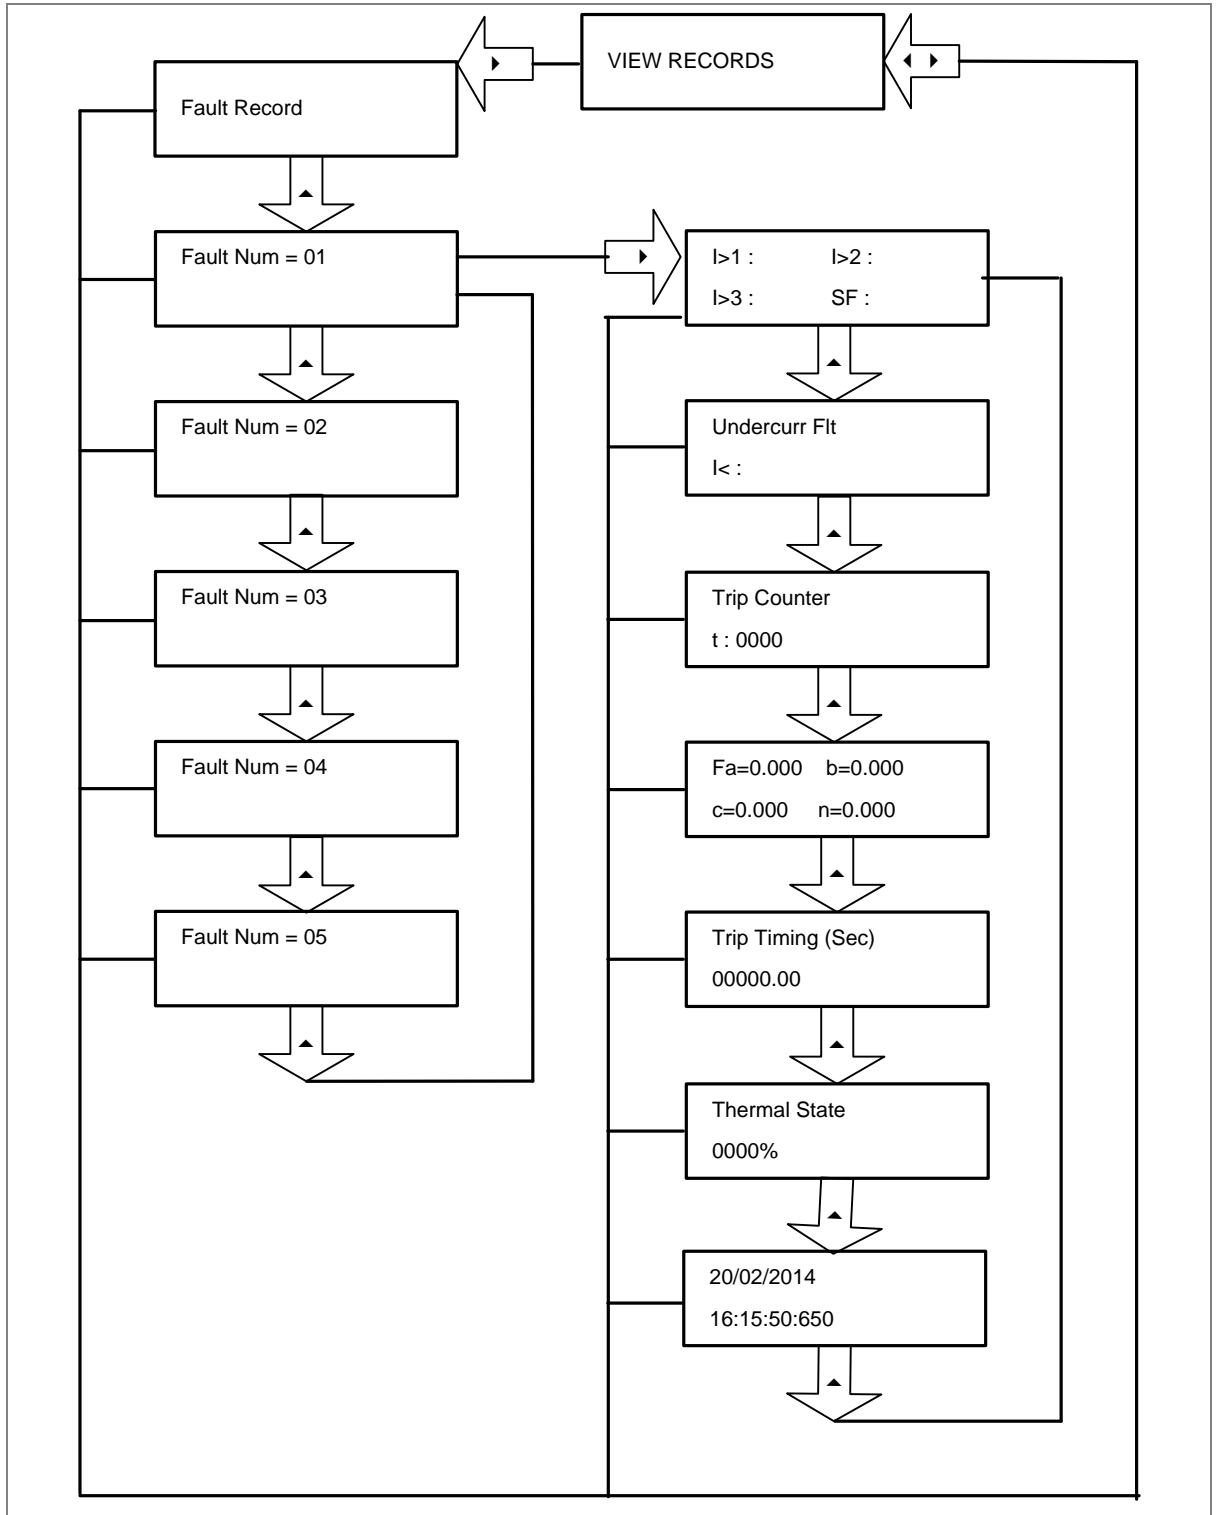 VIEW RECORDS
Fault Record
Fault Num = 01
Fault Num = 02
Fault Num = 03
Fault Num = 04
Fault Num = 05
I>1 : I>2 :
I>3 : SF :
Undercurr Flt
I< :
Trip Counter
t : 0000
Fa=0.000 b=0.000
c=0.000 n=0.000
Trip Timing (Sec)
00000.00
Thermal State
0000%
20/02/2014
16:15:50:650